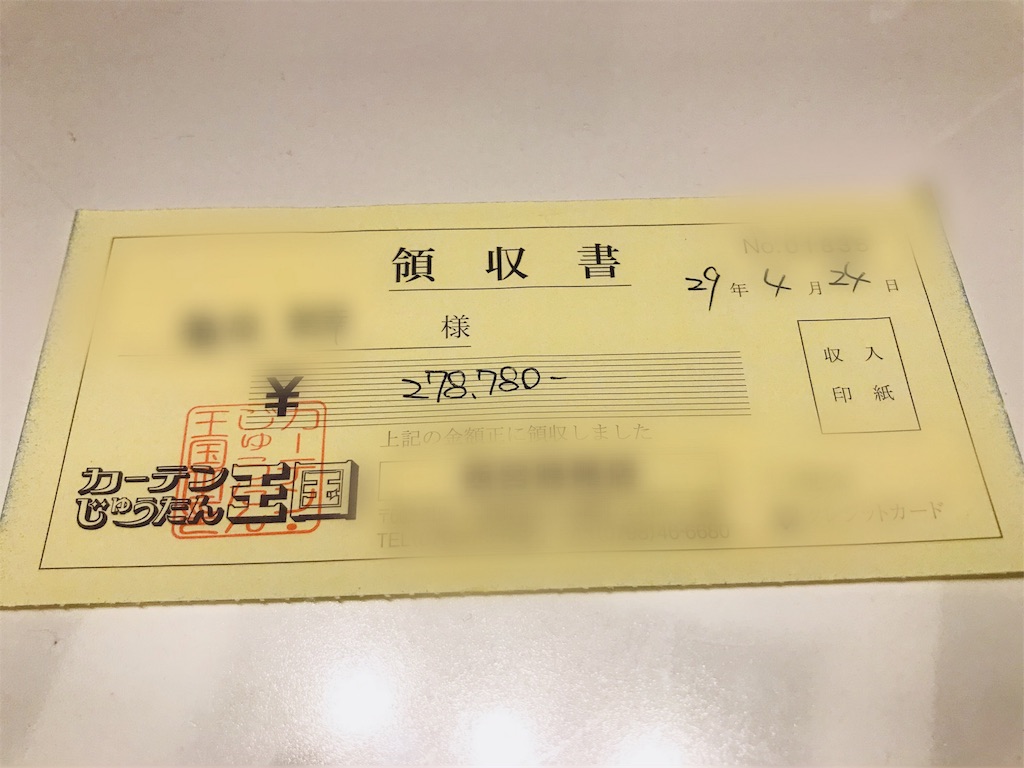 領収書
29年4月24日
様
収入
印紙
¥ 278,780-
上記の金額正に領収しました
カーテン
じゅうたん王国
TEL